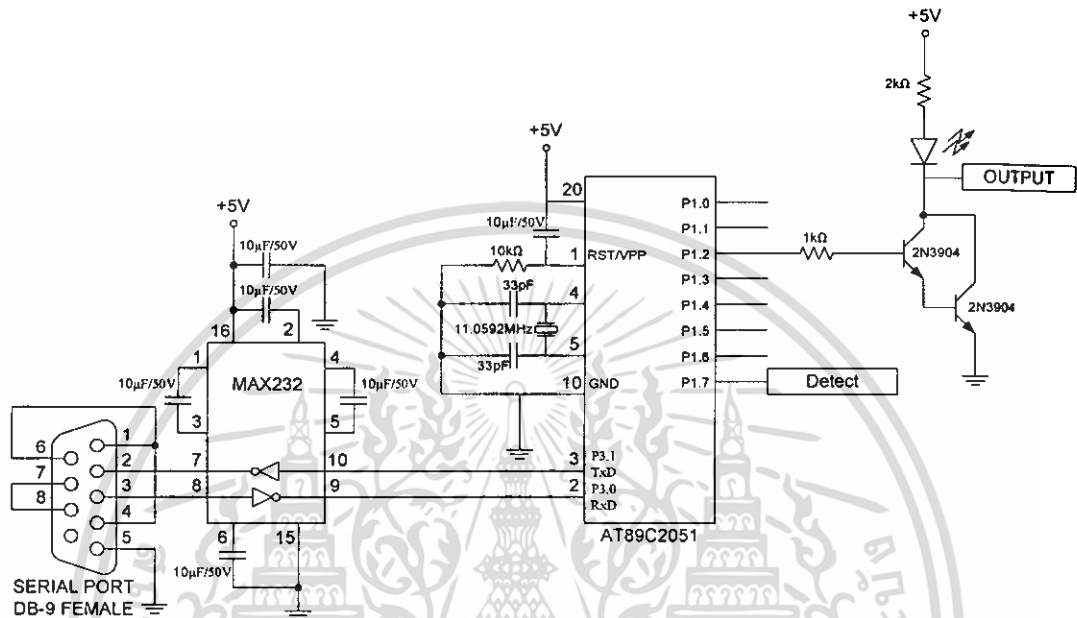 +5V
2kΩ
OUTPUT
+5V
20
P1.0
10µF/50V
P1.1
+5V
10µF/50V
10kΩ
1
RST/VPP
P1.2
1kΩ
2N3904
33pF
4
P1.3
2N3904
10µF/50V
P1.4
16
2
11.0592MHz
P1.5
5
1
4
33pF
P1.6
10µF/50V
MAX232
10µF/50V
10
GND
P1.7
Detect
3
5
6
1
7
2
7
10
3
P3.1
TxD
8
3
8
9
2
P3.0
RxD
4
5
6
15
AT89C2051
10µF/50V
SERIAL PORT
DB-9 FEMALE